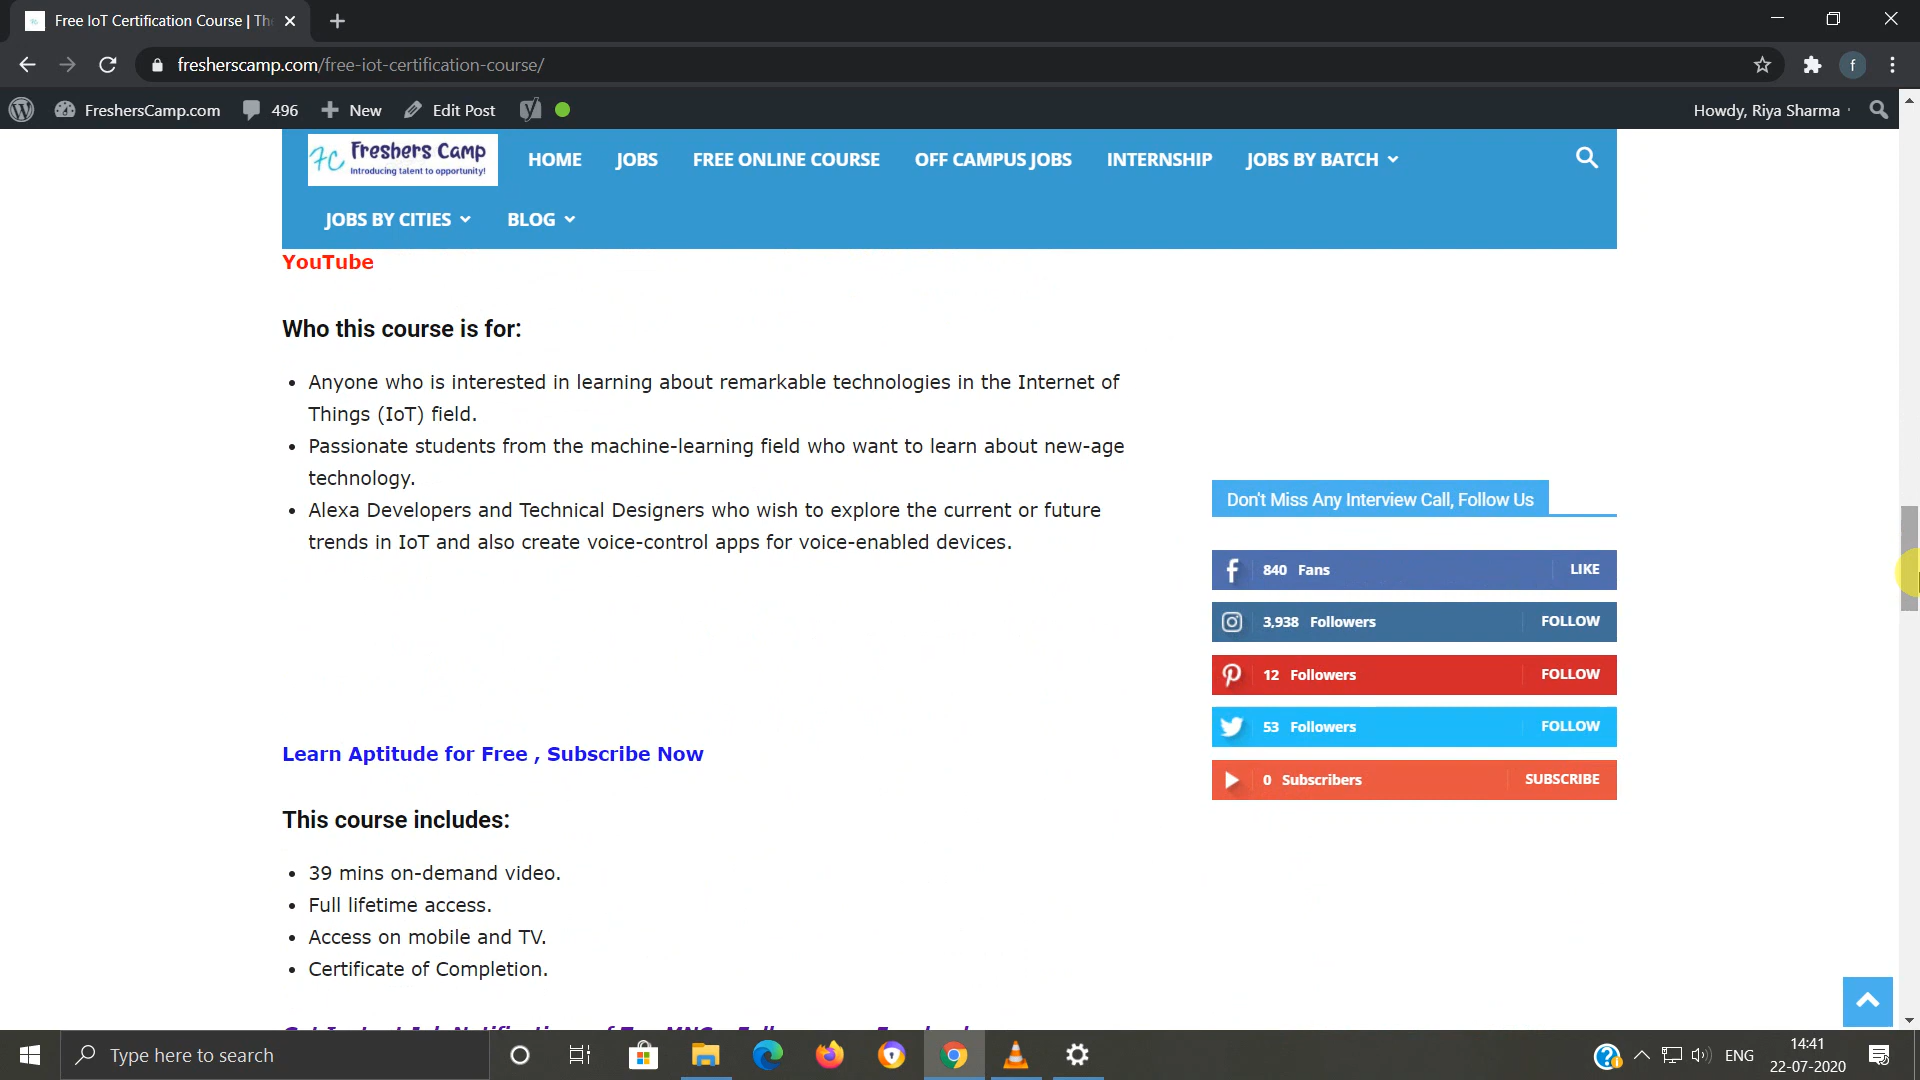 Free IoT Certification Course | The
fresherscamp.com/free-iot-certification-course/
FreshersCamp.com 496 New Edit Post Howdy, Riya Sharma
Freshers Camp
Introducing talent to opportunity!
HOME JOBS FREE ONLINE COURSE OFF CAMPUS JOBS INTERNSHIP JOBS BY BATCH
JOBS BY CITIES BLOG
YouTube
Who this course is for:
Anyone who is interested in learning about remarkable technologies in the Internet of
Things (IoT) field.
Passionate students from the machine-learning field who want to learn about new-age
technology.
Alexa Developers and Technical Designers who wish to explore the current or future
trends in IoT and also create voice-control apps for voice-enabled devices.
Don't Miss Any Interview Call, Follow Us
840 Fans LIKE
3,938 Followers FOLLOW
12 Followers FOLLOW
53 Followers FOLLOW
0 Subscribers SUBSCRIBE
Learn Aptitude for Free , Subscribe Now
This course includes:
39 mins on-demand video.
Full lifetime access.
Access on mobile and TV.
Certificate of Completion.
Type here to search
ENG
14:41
22-07-2020